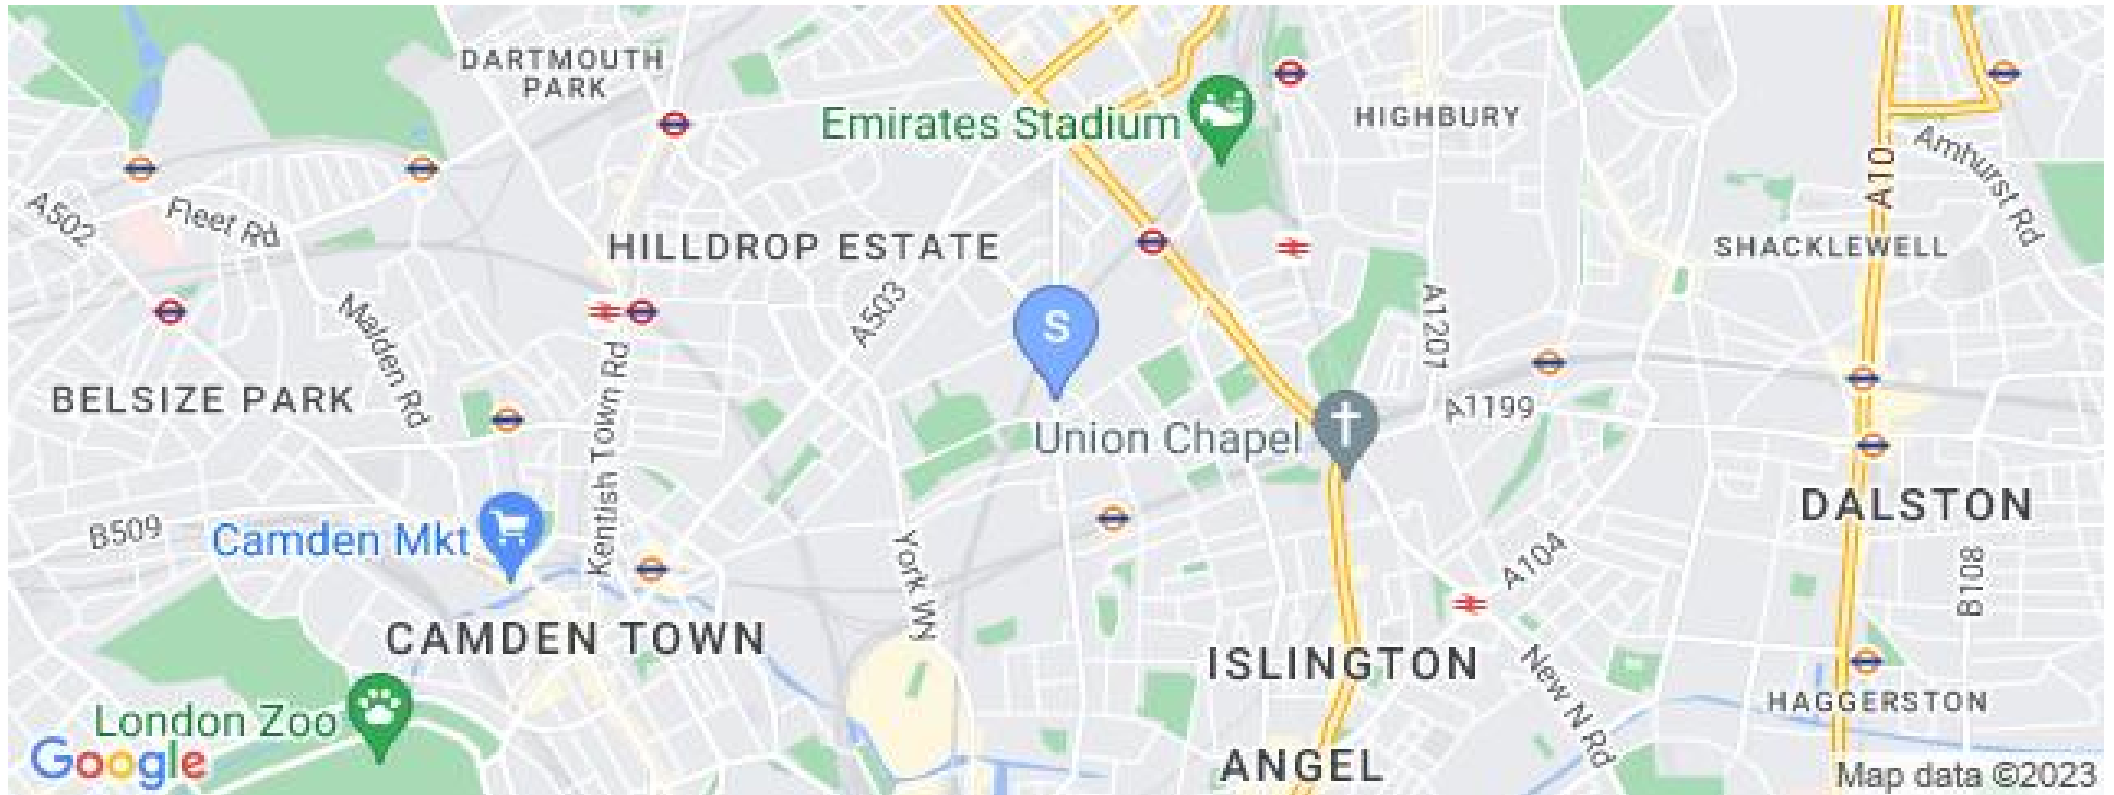 DARTMOUTH
PARK
Emirates Stadium
HIGHBURY
A10
Amhurst Rd
A502
Fleet Rd
HILLDROP ESTATE
SHACKLEWELL
A503
Malden Rd
S
A1201
Kentish Town Rd
BELSIZE PARK
A1199
Union Chapel
DALSTON
B509
Camden Mkt
York Wy
A104
B108
CAMDEN TOWN
ISLINGTON
New N Rd
HAGGERSTON
London Zoo
Google
ANGEL
Map data ©2023